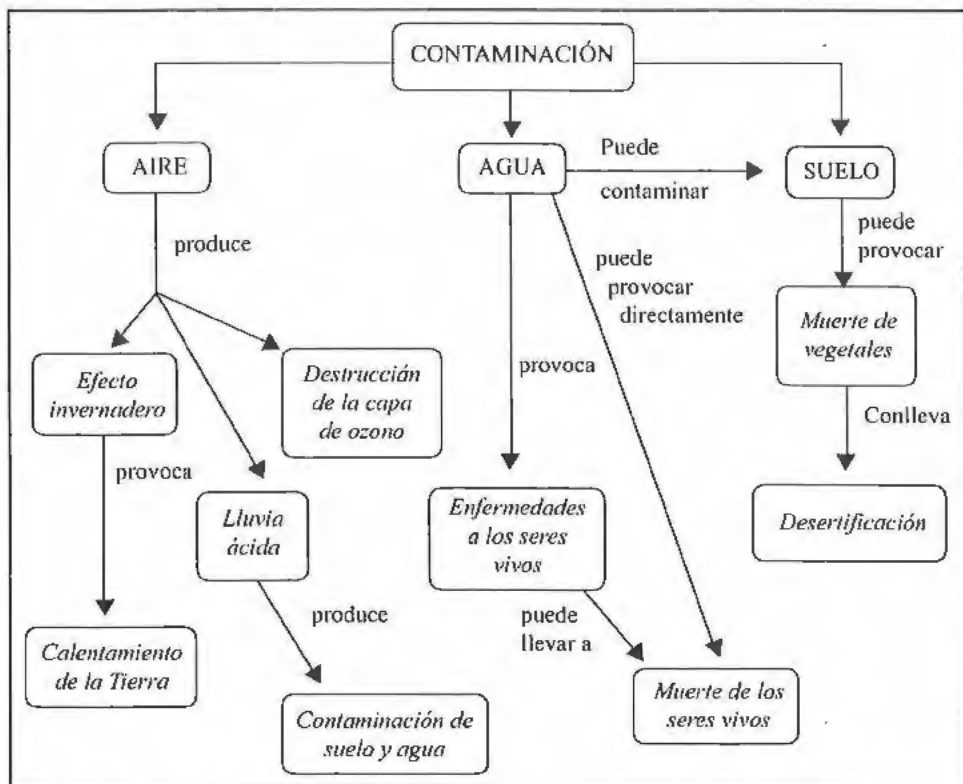 CONTAMINACIÓN
AIRE
AGUA
Puede
contaminar
SUELO
produce
puede
provocar
directamente
puede
provocar
Efecto
invernadero
Destrucción
de la capa
de ozono
provoca
Muerte de
vegetales
provoca
Conlleva
Lluvia
ácida
Enfermedades
a los seres
vivos
Desertificación
produce
puede
llevar a
Calentamiento
de la Tierra
Contaminación de
suelo y agua
Muerte de los
seres vivos